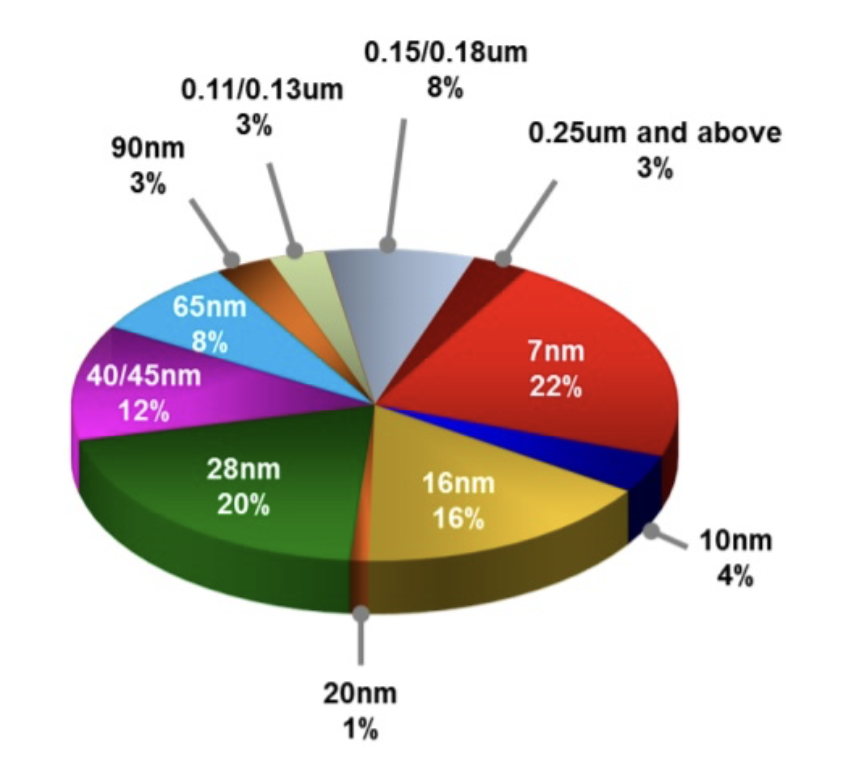 0.15/0.18um
8%
0.11/0.13um
3%
0.25um and above
3%
90nm
3%
65nm
8%
7nm
22%
40/45nm
12%
28nm
20%
16nm
16%
10nm
4%
20nm
1%